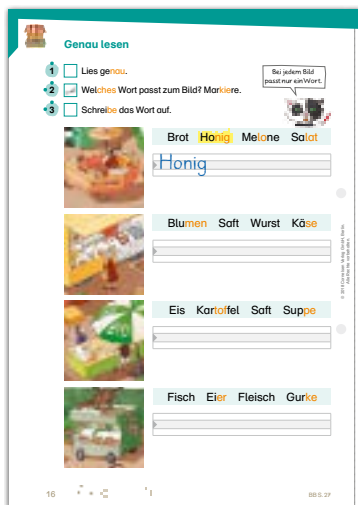 Genau lesen
1 Lies genau.
2 Welches Wort passt zum Bild? Markiere.
3 Schreibe das Wort auf.
Bei jedem Bild
passt nur ein Wort.
Brot Honig Melone Salat
Honig
Blumen Saft Wurst Käse
Eis Kartoffel Saft Suppe
Fisch Eier Fleisch Gurke
16
BBS. 2F